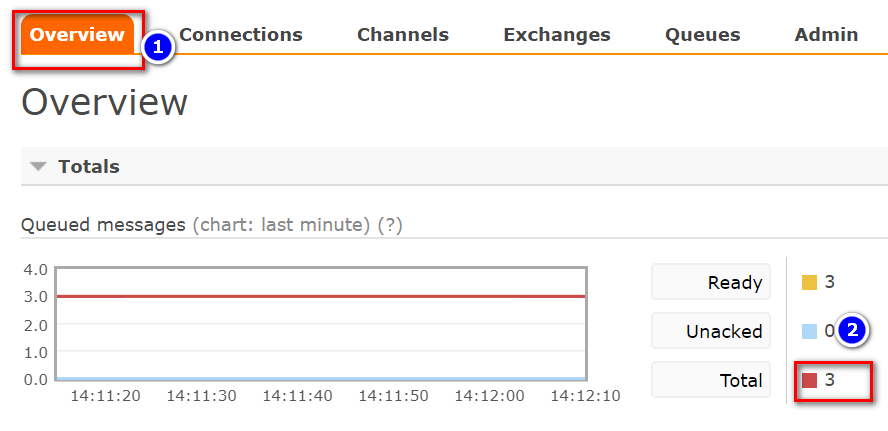 Overview 1 Connections Channels Exchanges Queues Admin
Overview
Totals
Queued messages (chart: last minute) (?)
4.0
3.0
2.0
1.0
0.0
14:11:20 14:11:30 14:11:40 14:11:50 14:12:00 14:12:10
Ready 3
Unacked 0 2
Total 3